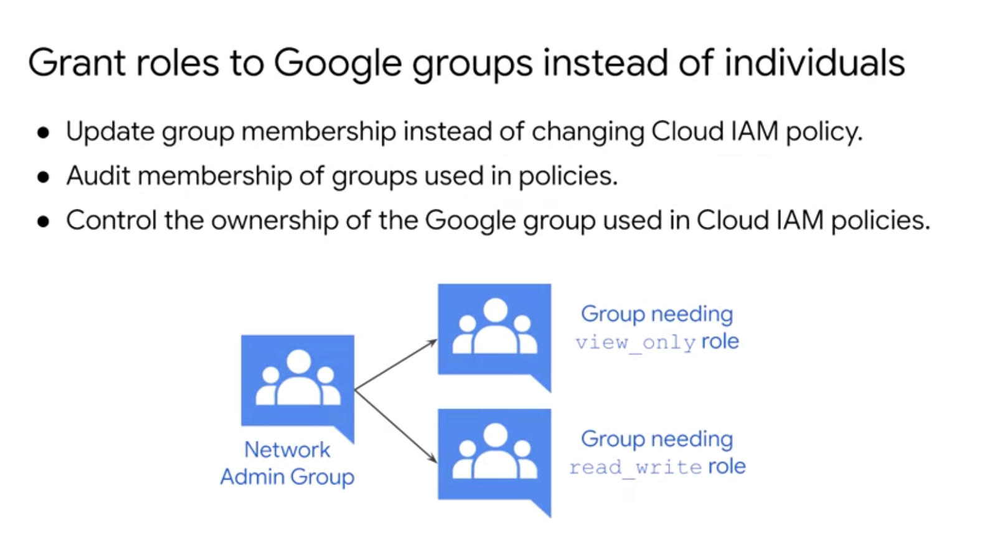 Grant roles to Google groups instead of individuals
● Update group membership instead of changing Cloud IAM policy.
● Audit membership of groups used in policies.
● Control the ownership of the Google group used in Cloud IAM policies.
Group needing
view_only role
Network
Admin Group
Group needing
read_write role